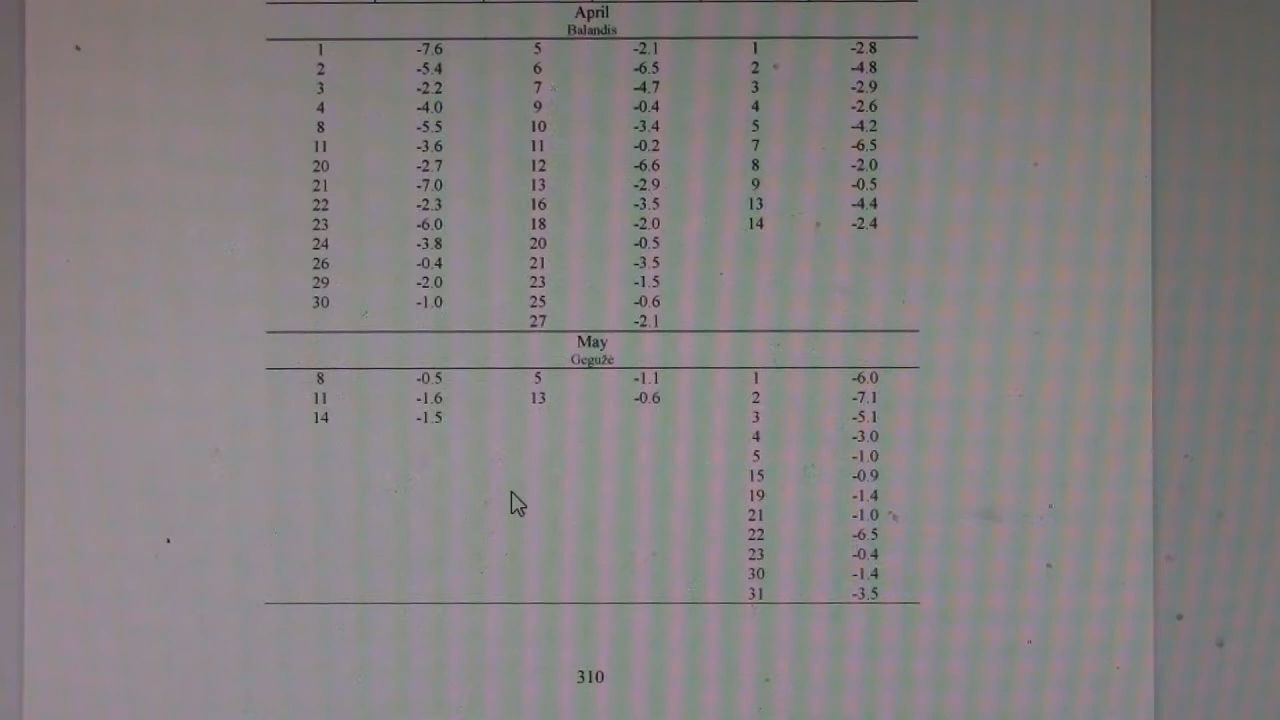 April
Balandis
1 -7.6 5 -2.1 1 -2.8
2 -5.4 6 -6.5 2 -4.8
3 -2.2 7 -4.7 3 -2.9
4 -4.0 9 -0.4 4 -2.6
8 -5.5 10 -3.4 5 -4.2
11 -3.6 11 -0.2 7 -6.5
20 -2.7 12 -6.6 8 -2.0
21 -7.0 13 -2.9 9 -0.5
22 -2.3 16 -3.5 13 -4.4
23 -6.0 18 -2.0 14 -2.4
24 -3.8 20 -0.5
26 -0.4 21 -3.5
29 -2.0 23 -1.5
30 -1.0 25 -0.6
27 -2.1
May
Gegužė
8 -0.5 5 -1.1 1 -6.0
11 -1.6 13 -0.6 2 -7.1
14 -1.5 3 -5.1
4 -3.0
5 -1.0
15 -0.9
19 -1.4
21 -1.0
22 -6.5
23 -0.4
30 -1.4
31 -3.5
310